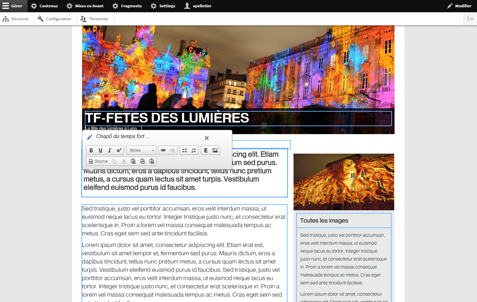 Gérer Contenus Mises en Avant Fragments Settings upelletier Modifier
Structure Configuration Personnes
TF-FETES DES LUMIÈRES
La fête des lumières à Lyon
Chapô du temps fort ...
B U I Styles
Source
cing elit. Etiam
m sed purus.
Mauris dictum, eros a dapibus tincidunt, tellus nunc pretium
metus, a cursus quam lectus sit amet turpis. Vestibulum
eleifend euismod purus id faucibus.
Sed tristique, justo vel porttitor accumsan, eros velit interdum massa, ut
euismod neque lacus eu tortor. Integer tristique justo nunc, et consectetur erat
consectetur in. Proin a lorem vel massa consequat malesuada tempus ac
metus. Cras eget sem sed ante tincidunt facilisis.
Lorem ipsum dolor sit amet, consectetur adipiscing elit. Etiam erat est,
vestibulum sit amet tempor et, fermentum sed purus. Mauris dictum, eros a
dapibus tincidunt, tellus nunc pretium metus, a cursus quam lectus sit amet
turpis. Vestibulum eleifend euismod purus id faucibus. Sed tristique, justo vel
porttitor accumsan, eros velit interdum massa, ut euismod neque lacus eu
tortor. Integer tristique justo nunc, et consectetur erat consectetur in. Proin a
lorem vel massa consequat malesuada tempus ac metus. Cras eget sem sed
Toutes les images
Sed tristique, justo vel porttitor accumsan,
eros velit interdum massa, ut euismod
neque lacus eu tortor. Integer tristique justo
nunc, et consectetur erat consectetur
in. Proin a lorem vel massa consequat
malesuada tempus ac metus. Cras eget
sem sed ante tincidunt facilisis.
Lorem ipsum dolor sit amet, consectetur